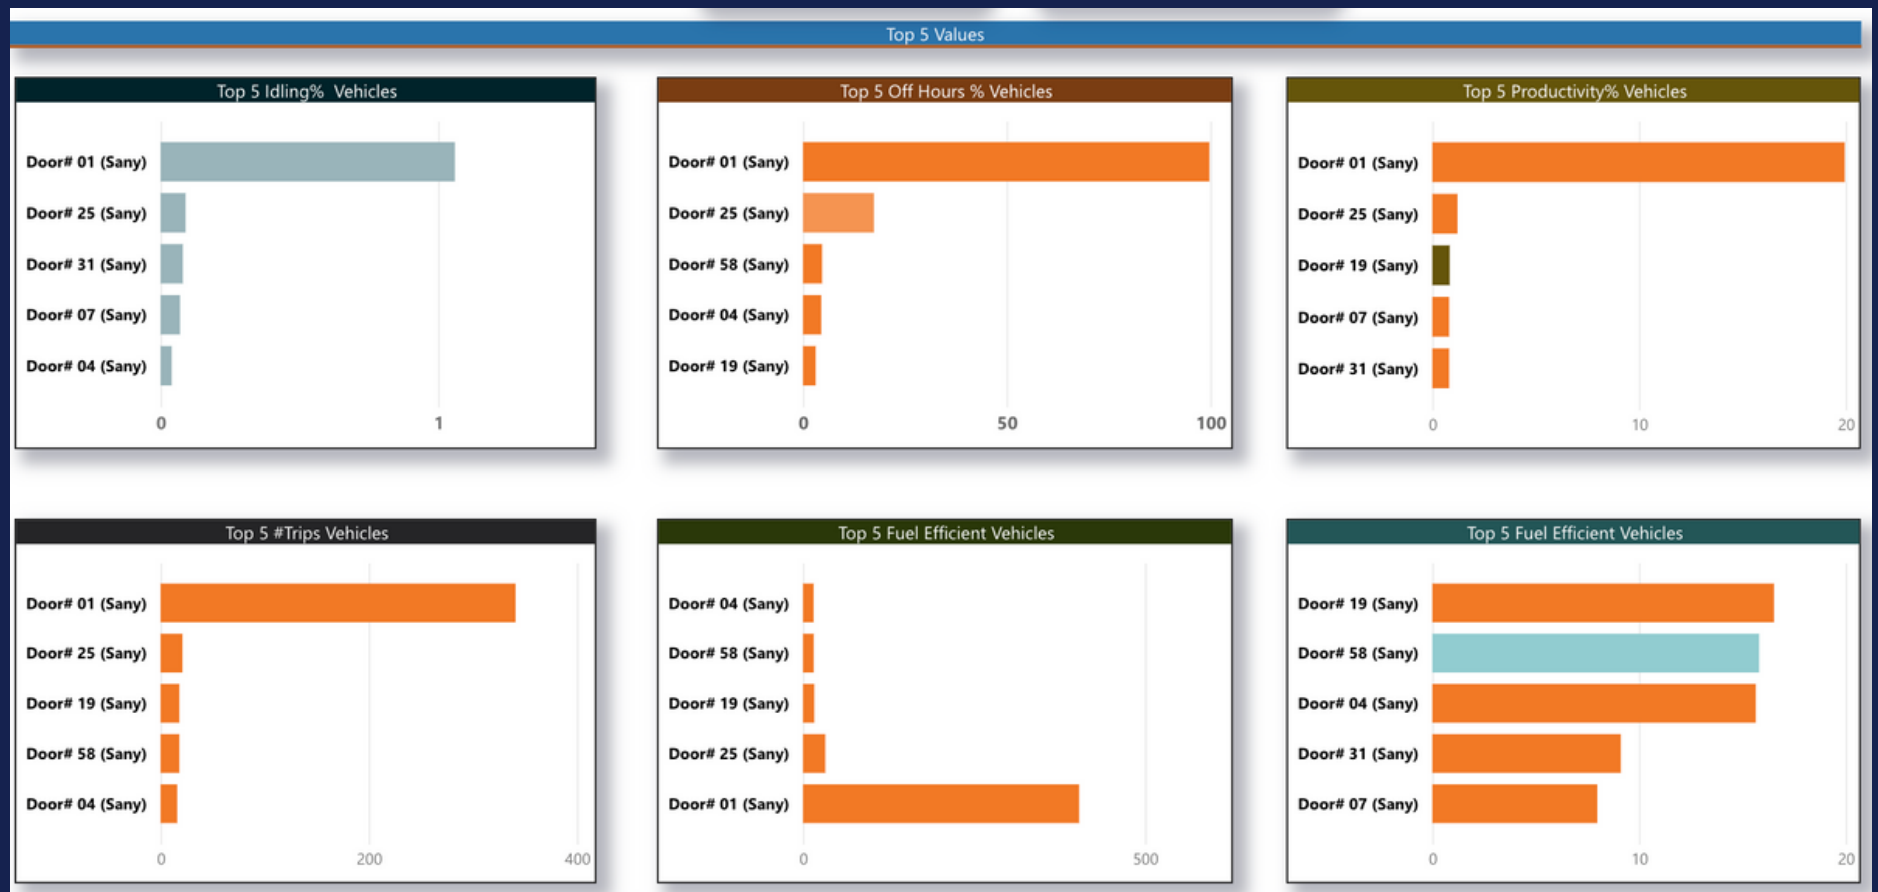 Top 5 Values
Top 5 Idling% Vehicles
Door# 01 (Sany)
Door# 25 (Sany)
Door# 31 (Sany)
Door# 07 (Sany)
Door# 04 (Sany)
0 1
Top 5 Off Hours % Vehicles
Door# 01 (Sany)
Door# 25 (Sany)
Door# 58 (Sany)
Door# 04 (Sany)
Door# 19 (Sany)
0 50 100
Top 5 Productivity% Vehicles
Door# 01 (Sany)
Door# 25 (Sany)
Door# 19 (Sany)
Door# 07 (Sany)
Door# 31 (Sany)
0 10 20
Top 5 #Trips Vehicles
Door# 01 (Sany)
Door# 25 (Sany)
Door# 19 (Sany)
Door# 58 (Sany)
Door# 04 (Sany)
0 200 400
Top 5 Fuel Efficient Vehicles
Door# 04 (Sany)
Door# 58 (Sany)
Door# 19 (Sany)
Door# 25 (Sany)
Door# 01 (Sany)
0 500
Top 5 Fuel Efficient Vehicles
Door# 19 (Sany)
Door# 58 (Sany)
Door# 04 (Sany)
Door# 31 (Sany)
Door# 07 (Sany)
0 10 20